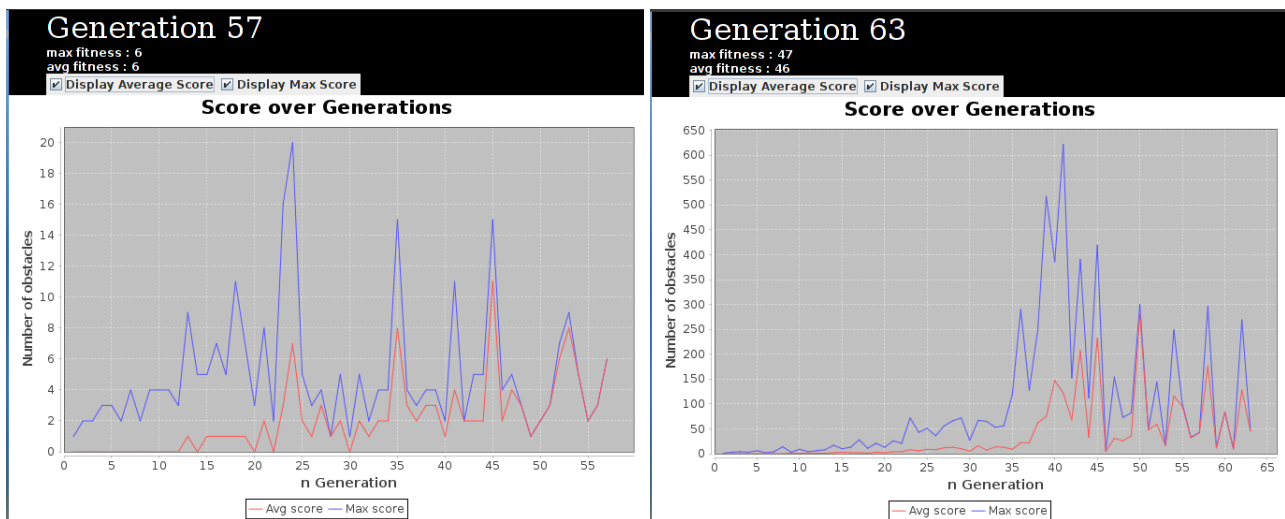 Generation 57
max fitness : 6
avg fitness : 6
Display Average Score Display Max Score
Score over Generations
Number of obstacles
20
18
16
14
12
10
8
6
4
2
0
0 5 10 15 20 25 30 35 40 45 50 55
n Generation
Avg score Max score
Generation 63
max fitness : 47
avg fitness : 46
Display Average Score Display Max Score
Score over Generations
Number of obstacles
650
600
550
500
450
400
350
300
250
200
150
100
50
0
0 5 10 15 20 25 30 35 40 45 50 55 60 65
n Generation
Avg score Max score